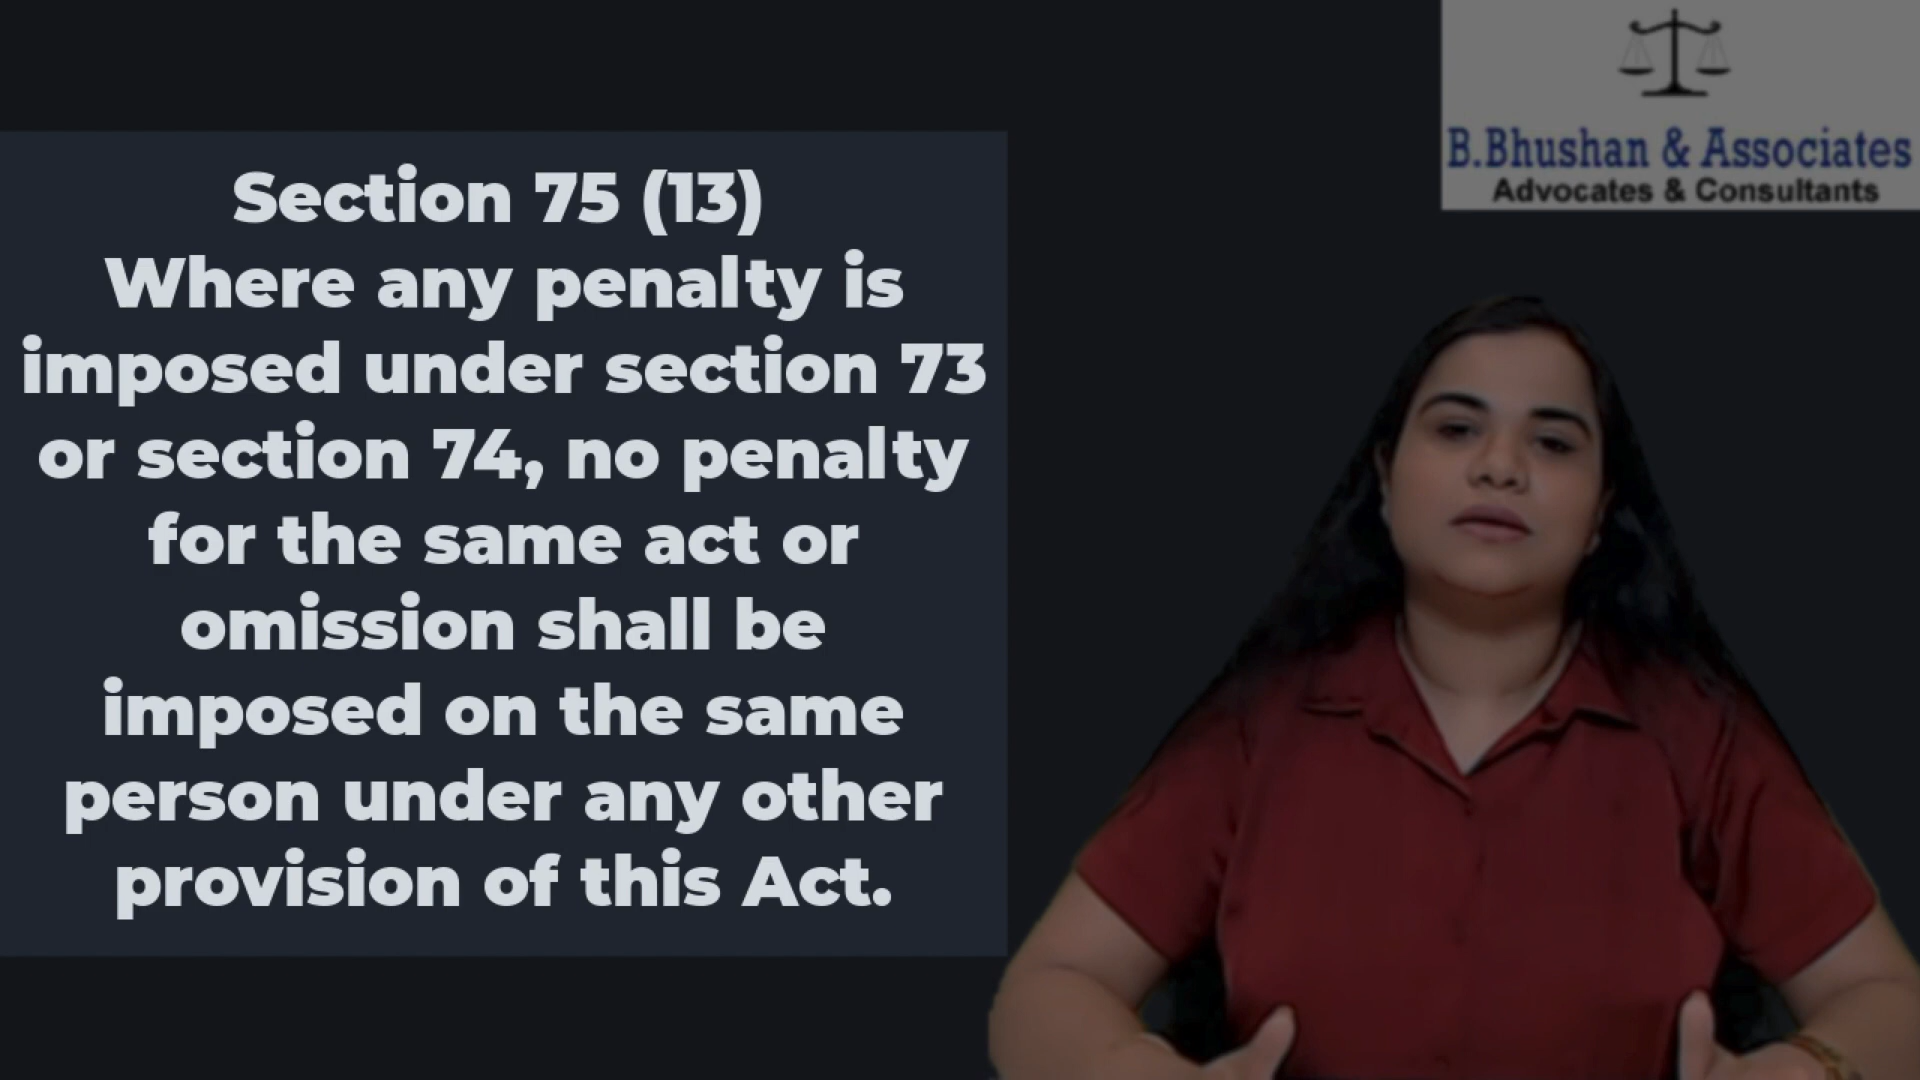 Section 75 (13)
Where any penalty is
imposed under section 73
or section 74, no penalty
for the same act or
omission shall be
imposed on the same
person under any other
provision of this Act.
B.Bhushan & Associates
Advocates & Consultants